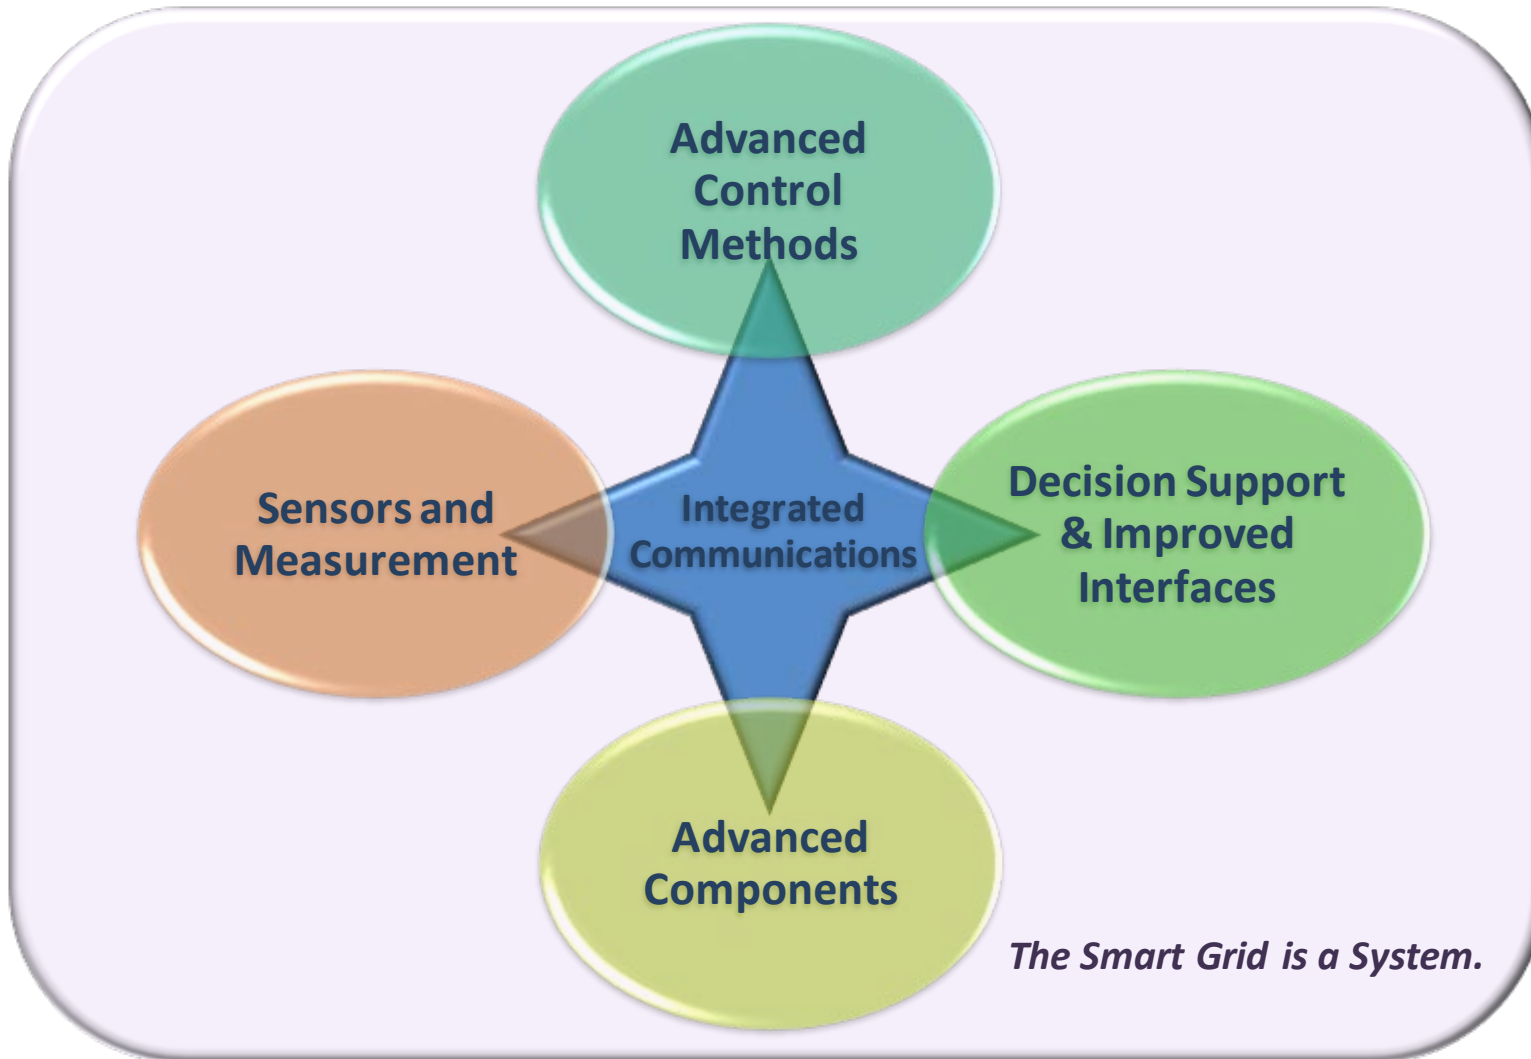 Advanced
Control
Methods
Sensors and
Measurement
Integrated
Communications
Decision Support
& Improved
Interfaces
Advanced
Components
The Smart Grid is a System.